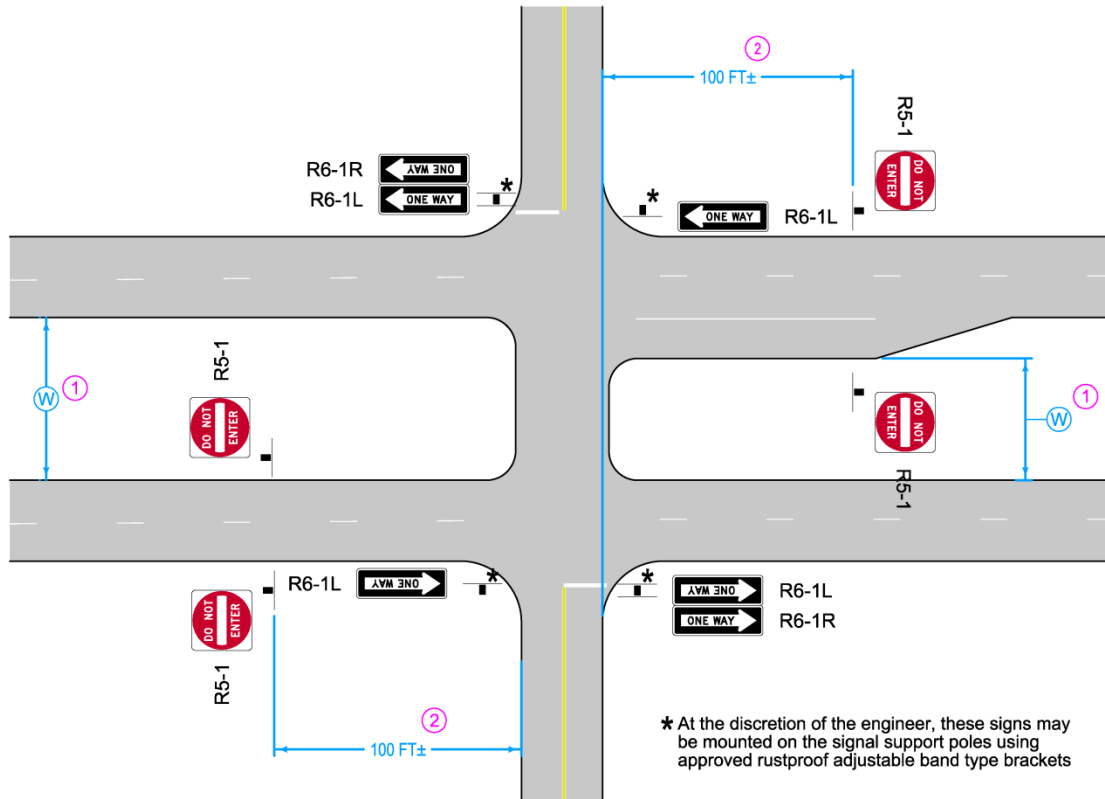 2
100 FT±
R5-1
DO NOT
ENTER
R6-1R
ONE WAY
*
R6-1L
ONE WAY
*
ONE WAY
R6-1L
W
1
R5-1
DO NOT
ENTER
DO NOT
ENTER
R5-1
W
1
R6-1L
ONE WAY
*
*
ONE WAY
R6-1L
ONE WAY
R6-1R
DO NOT
ENTER
R5-1
2
100 FT±
* At the discretion of the engineer, these signs may
be mounted on the signal support poles using
approved rustproof adjustable band type brackets